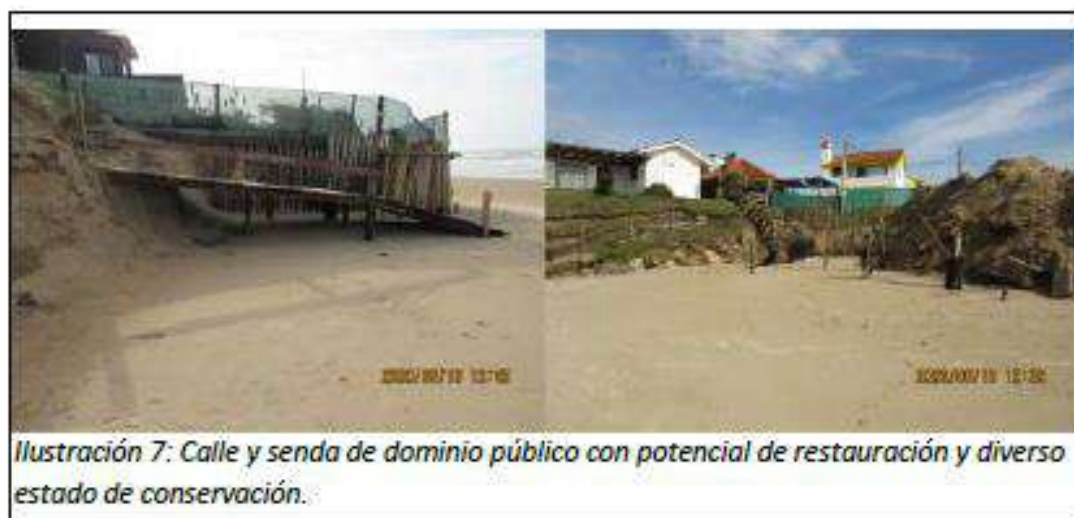 Ilustración 7: Calle y senda de dominio público con potencial de restauración y diverso
estado de conservación.